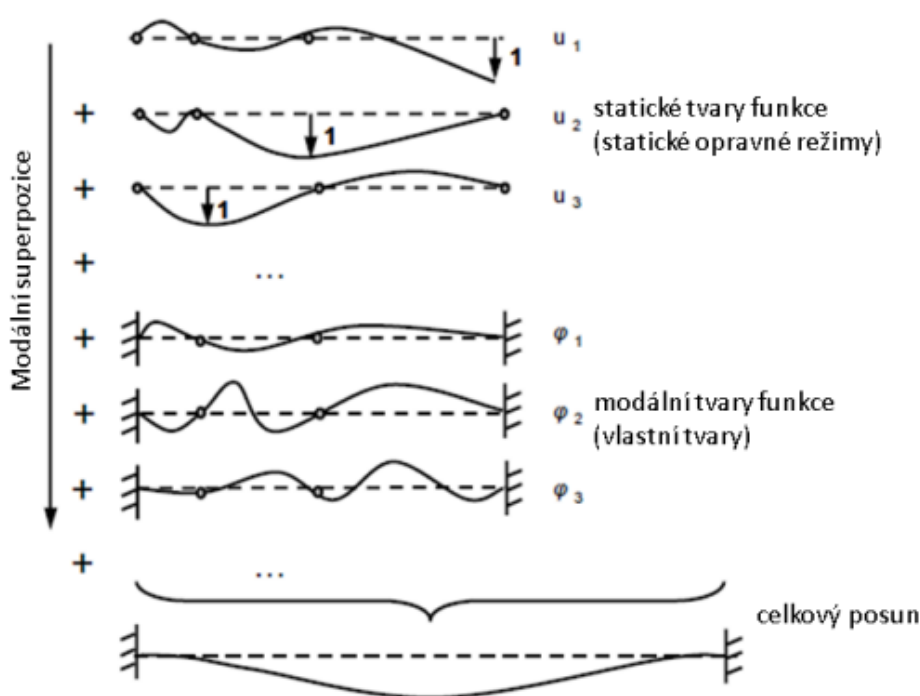 Modální superpozice
1
u 1
+
1
u 2
statické tvary funkce
(statické opravné režimy)
+
1
u 3
+
...
+
φ 1
+
φ 2
modální tvary funkce
(vlastní tvary)
+
φ 3
+
...
celkový posun